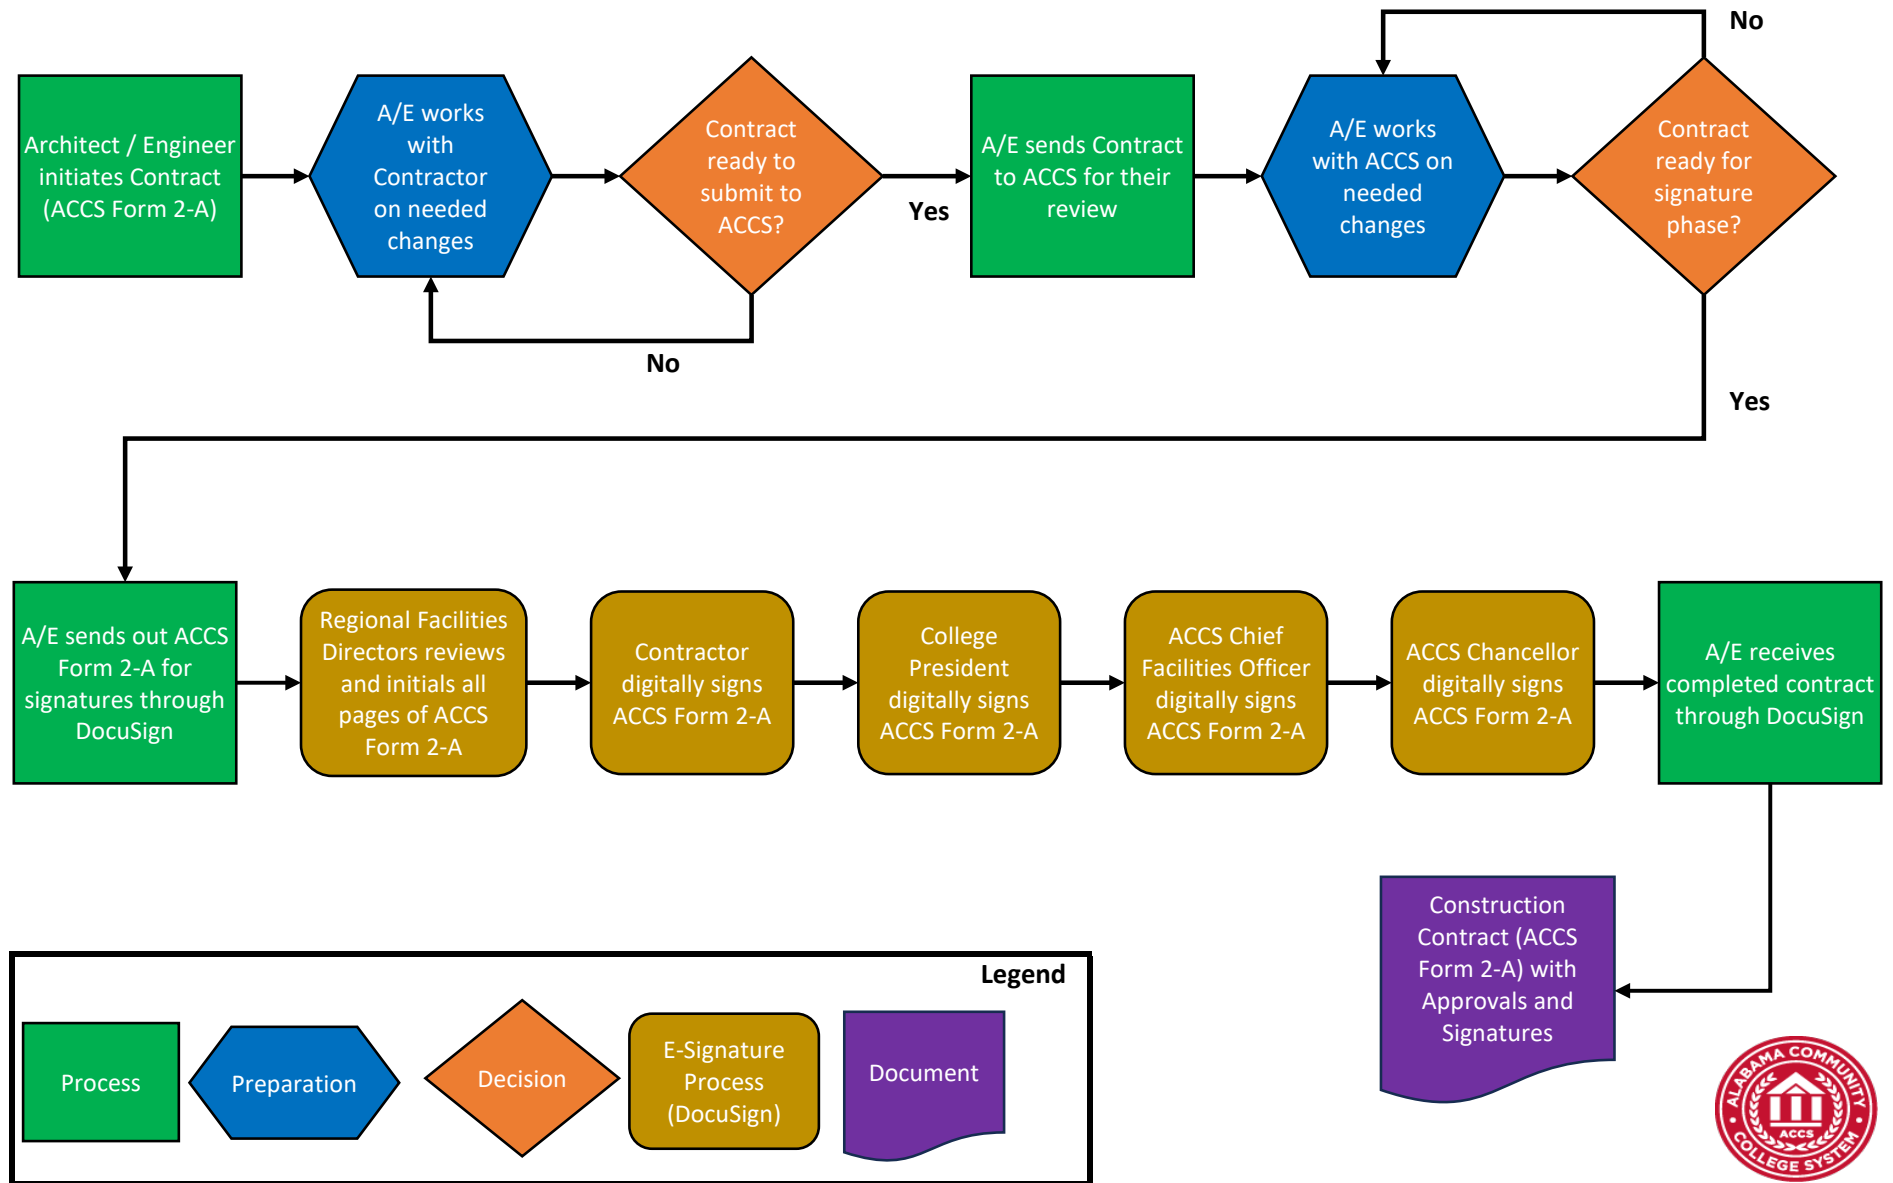 No
Architect / Engineer
initiates Contract
(ACCS Form 2-A)
A/E works
with
Contractor
on needed
changes
Contract
ready to
submit to
ACCS?
Yes
No
A/E sends Contract
to ACCS for their
review
A/E works
with ACCS on
needed
changes
Contract
ready for
signature
phase?
Yes
A/E sends out ACCS
Form 2-A for
signatures through
DocuSign
Regional Facilities
Directors reviews
and initials all
pages of ACCS
Form 2-A
Contractor
digitally signs
ACCS Form 2-A
College
President
digitally signs
ACCS Form 2-A
ACCS Chief
Facilities Officer
digitally signs
ACCS Form 2-A
ACCS Chancellor
digitally signs
ACCS Form 2-A
A/E receives
completed contract
through DocuSign
Construction
Contract (ACCS
Form 2-A) with
Approvals and
Signatures
Legend
Process
Preparation
Decision
E-Signature
Process
(DocuSign)
Document
ALABAMA COMMUNITY
ACCS
COLLEGE SYSTEM